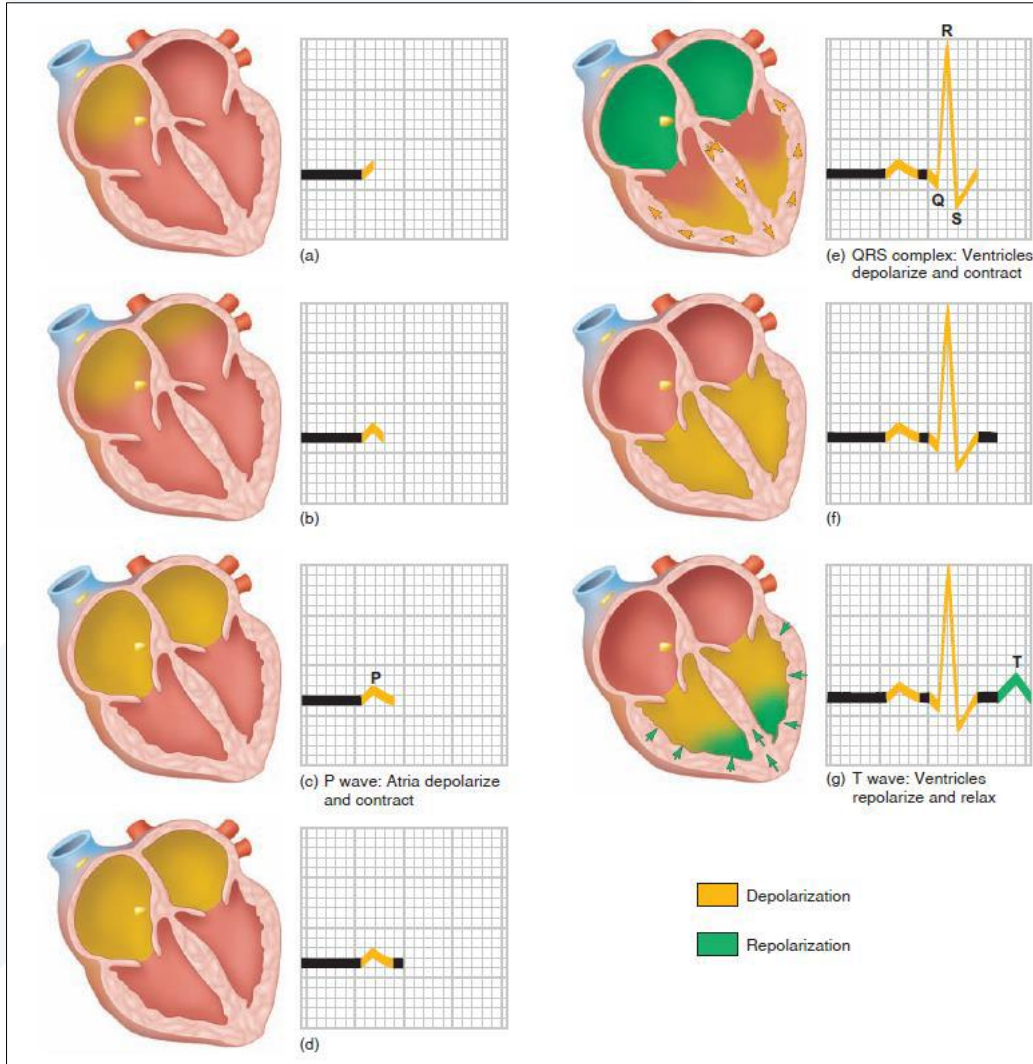 (a)
(b)
P
(c) P wave: Atria depolarize
and contract
(d)
R
Q
S
(e) QRS complex: Ventricles
depolarize and contract
(f)
T
(g) T wave: Ventricles
repolarize and relax
Depolarization
Repolarization